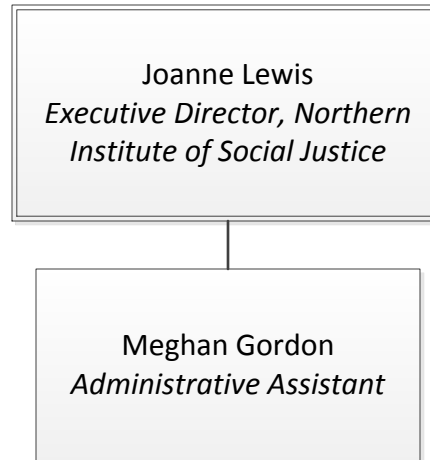 Joanne Lewis
Executive Director, Northern
Institute of Social Justice
Meghan Gordon
Administrative Assistant